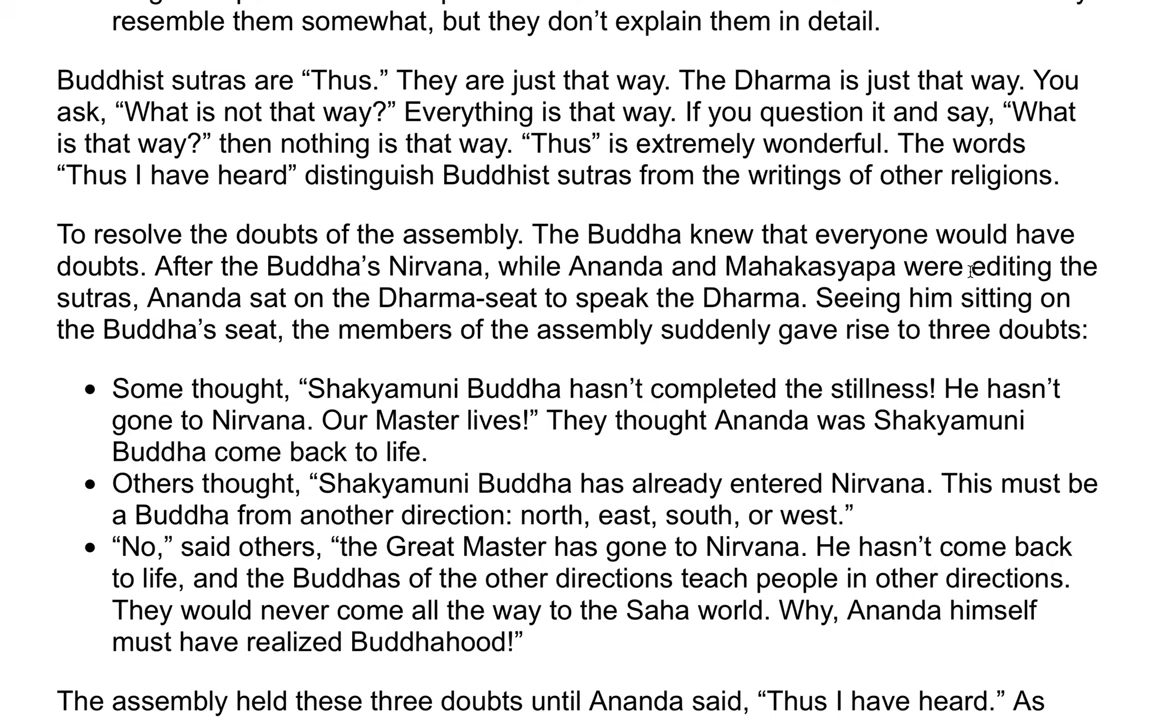 resemble them somewhat, but they don’t explain them in detail.
Buddhist sutras are “Thus.” They are just that way. The Dharma is just that way. You
ask, “What is not that way?” Everything is that way. If you question it and say, “What
is that way?” then nothing is that way. “Thus” is extremely wonderful. The words
“Thus I have heard” distinguish Buddhist sutras from the writings of other religions.
To resolve the doubts of the assembly. The Buddha knew that everyone would have
doubts. After the Buddha’s Nirvana, while Ananda and Mahakasyapa were editing the
sutras, Ananda sat on the Dharma-seat to speak the Dharma. Seeing him sitting on
the Buddha’s seat, the members of the assembly suddenly gave rise to three doubts:
• Some thought, “Shakyamuni Buddha hasn’t completed the stillness! He hasn’t
gone to Nirvana. Our Master lives!” They thought Ananda was Shakyamuni
Buddha come back to life.
• Others thought, “Shakyamuni Buddha has already entered Nirvana. This must be
a Buddha from another direction: north, east, south, or west.”
• “No,” said others, “the Great Master has gone to Nirvana. He hasn’t come back
to life, and the Buddhas of the other directions teach people in other directions.
They would never come all the way to the Saha world. Why, Ananda himself
must have realized Buddhahood!”
The assembly held these three doubts until Ananda said, “Thus I have heard.” As